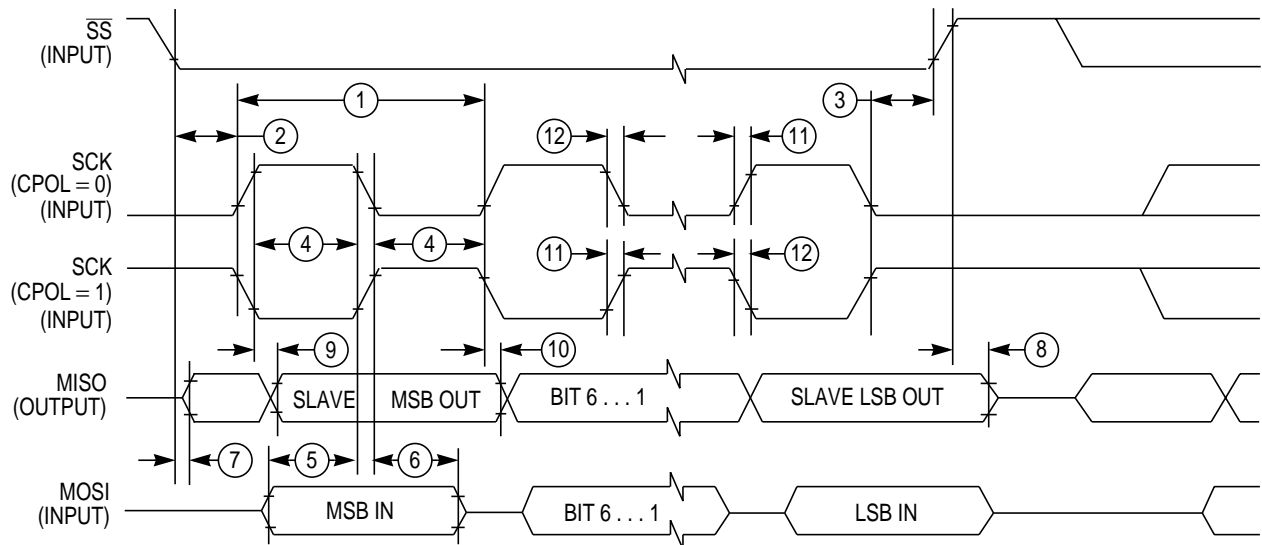 SS
(INPUT)
1
3
2
12
11
SCK
(CPOL = 0)
(INPUT)
4
4
11
12
SCK
(CPOL = 1)
(INPUT)
9
10
8
MISO
(OUTPUT)
SLAVE MSB OUT
BIT 6 . . . 1
SLAVE LSB OUT
7
5
6
MOSI
(INPUT)
MSB IN
BIT 6 . . . 1
LSB IN